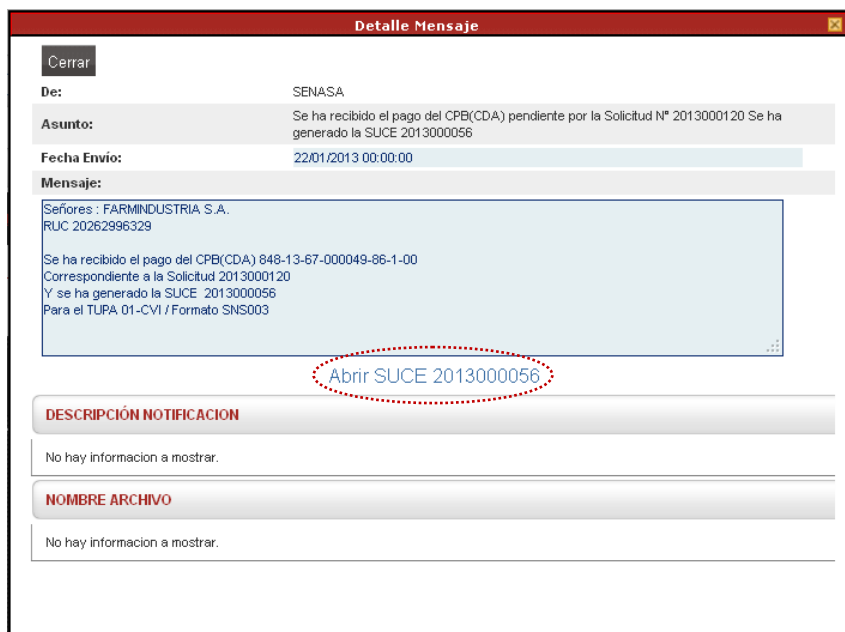 Detalle Mensaje
Cerrar
De: SENASA
Asunto: Se ha recibido el pago del CPB(CDA) pendiente por la Solicitud N° 2013000120 Se ha
generado la SUCE 2013000056
Fecha Envío: 22/01/2013 00:00:00
Mensaje:
Señores : FARMINDUSTRIA S.A.
RUC 20262996329
Se ha recibido el pago del CPB(CDA) 848-13-67-000049-86-1-00
Correspondiente a la Solicitud 2013000120
Y se ha generado la SUCE 2013000056
Para el TUPA 01-CVI / Formato SNS003
Abrir SUCE 2013000056
DESCRIPCIÓN NOTIFICACION
No hay informacion a mostrar.
NOMBRE ARCHIVO
No hay informacion a mostrar.